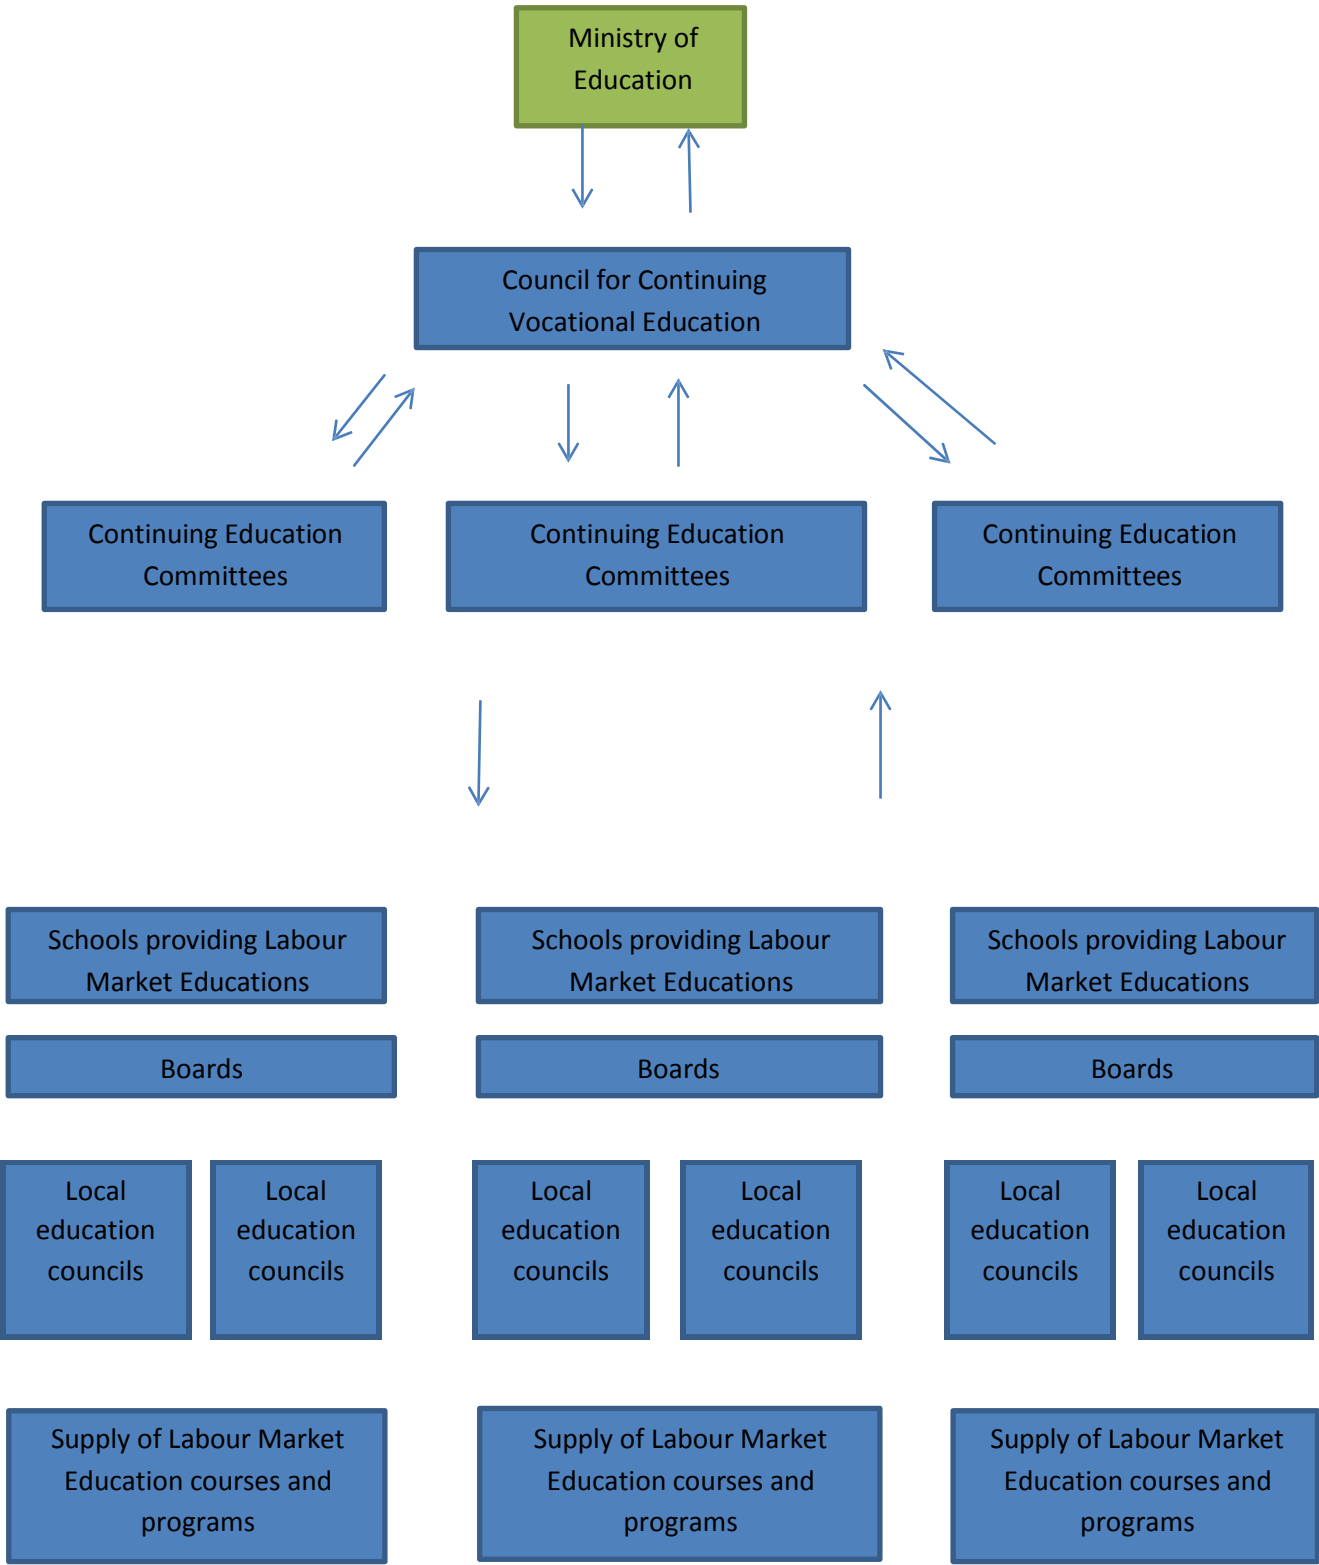 Ministry of
Education
Council for Continuing
Vocational Education
Continuing Education
Committees
Continuing Education
Committees
Continuing Education
Committees
Schools providing Labour
Market Educations
Schools providing Labour
Market Educations
Schools providing Labour
Market Educations
Boards
Boards
Boards
Local
education
councils
Local
education
councils
Local
education
councils
Local
education
councils
Local
education
councils
Local
education
councils
Supply of Labour Market
Education courses and
programs
Supply of Labour Market
Education courses and
programs
Supply of Labour Market
Education courses and
programs